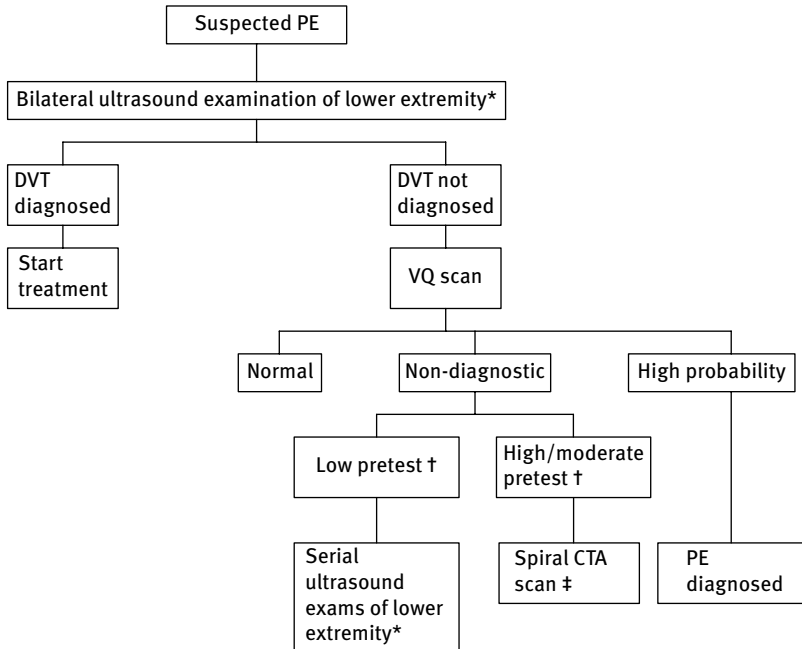 Suspected PE
Bilateral ultrasound examination of lower extremity*
DVT
diagnosed
DVT not
diagnosed
Start
treatment
VQ scan
Normal
Non-diagnostic
High probability
Low pretest †
High/moderate
pretest †
Serial
ultrasound
exams of lower
extremity*
Spiral CTA
scan ‡
PE
diagnosed